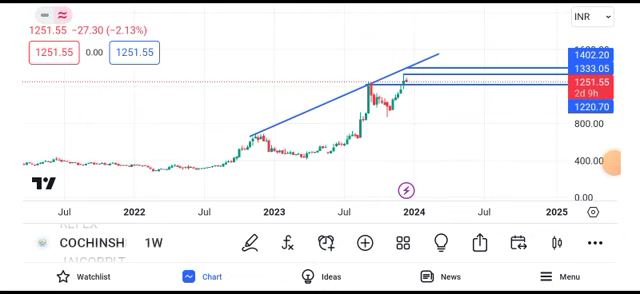 INR
1251.55 −27.30 (−2.13%)
1251.55 0.00 1251.55
1402.20
1333.05
1251.55
2d 9h
1220.70
800.00
400.00
0.00
Jul 2022 Jul 2023 Jul 2024 Jul 2025
COCHINSH 1W
Watchlist Chart Ideas News Menu